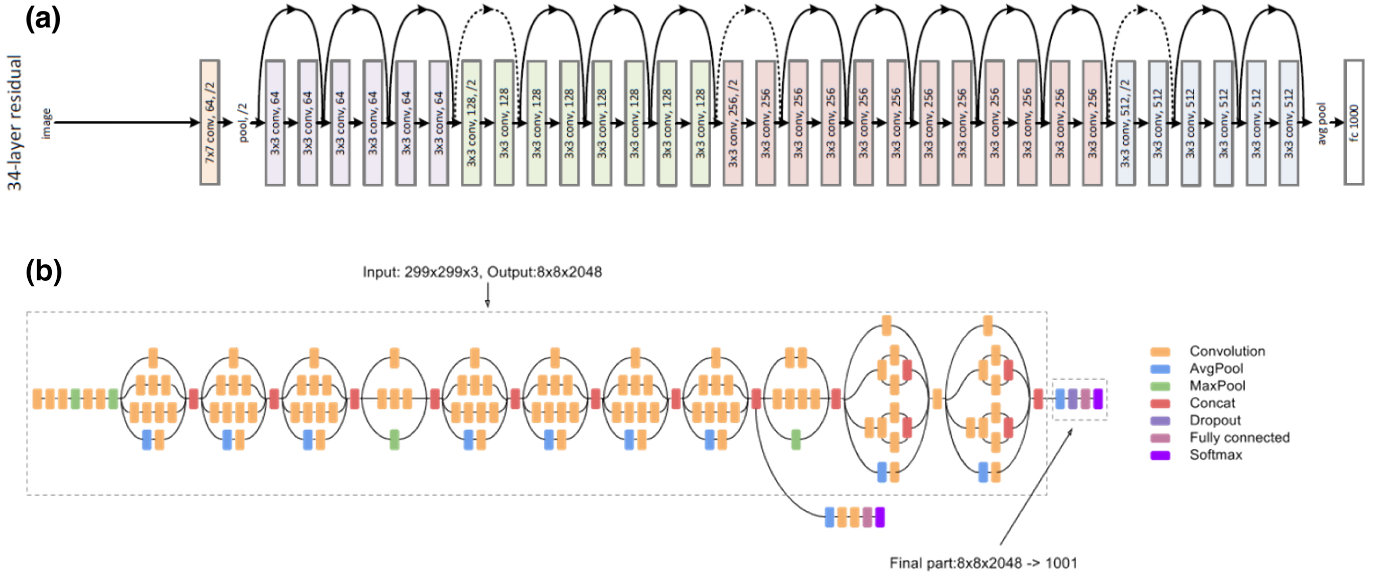 (a)
34-layer residual
image
7x7 conv, 64, /2
pool, /2
3x3 conv, 64
3x3 conv, 64
3x3 conv, 64
3x3 conv, 64
3x3 conv, 64
3x3 conv, 64
3x3 conv, 128, /2
3x3 conv, 128
3x3 conv, 128
3x3 conv, 128
3x3 conv, 128
3x3 conv, 128
3x3 conv, 128
3x3 conv, 128
3x3 conv, 256, /2
3x3 conv, 256
3x3 conv, 256
3x3 conv, 256
3x3 conv, 256
3x3 conv, 256
3x3 conv, 256
3x3 conv, 256
3x3 conv, 256
3x3 conv, 256
3x3 conv, 256
3x3 conv, 256
3x3 conv, 512, /2
3x3 conv, 512
3x3 conv, 512
3x3 conv, 512
3x3 conv, 512
3x3 conv, 512
avg pool
fc 1000
(b)
Input: 299x299x3, Output:8x8x2048
Convolution
AvgPool
MaxPool
Concat
Dropout
Fully connected
Softmax
Final part:8x8x2048 -> 1001